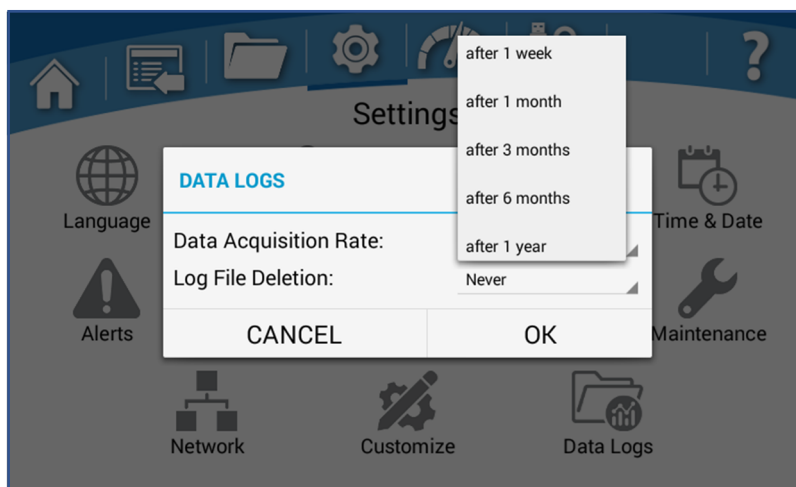 Settings
Language
Time & Date
Alerts
Maintenance
Network
Customize
Data Logs
DATA LOGS
Data Acquisition Rate:
Log File Deletion:
Never
CANCEL
OK
after 1 week
after 1 month
after 3 months
after 6 months
after 1 year
?